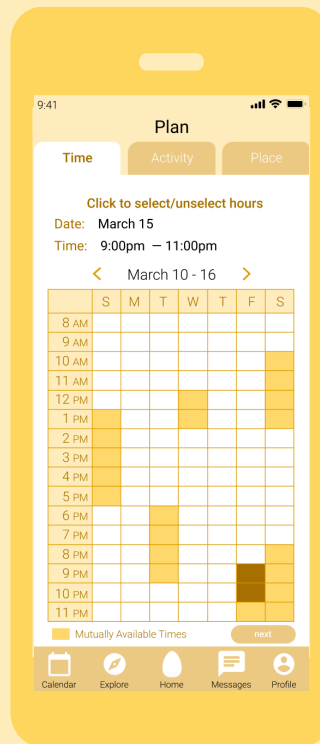 9:41
Plan
Time Activity Place
Click to select/unselect hours
Date: March 15
Time: 9:00pm — 11:00pm
< March 10 - 16 >
S M T W T F S
8 AM
9 AM
10 AM
11 AM
12 PM
1 PM
2 PM
3 PM
4 PM
5 PM
6 PM
7 PM
8 PM
9 PM
10 PM
11 PM
Mutually Available Times next
Calendar Explore Home Messages Profile